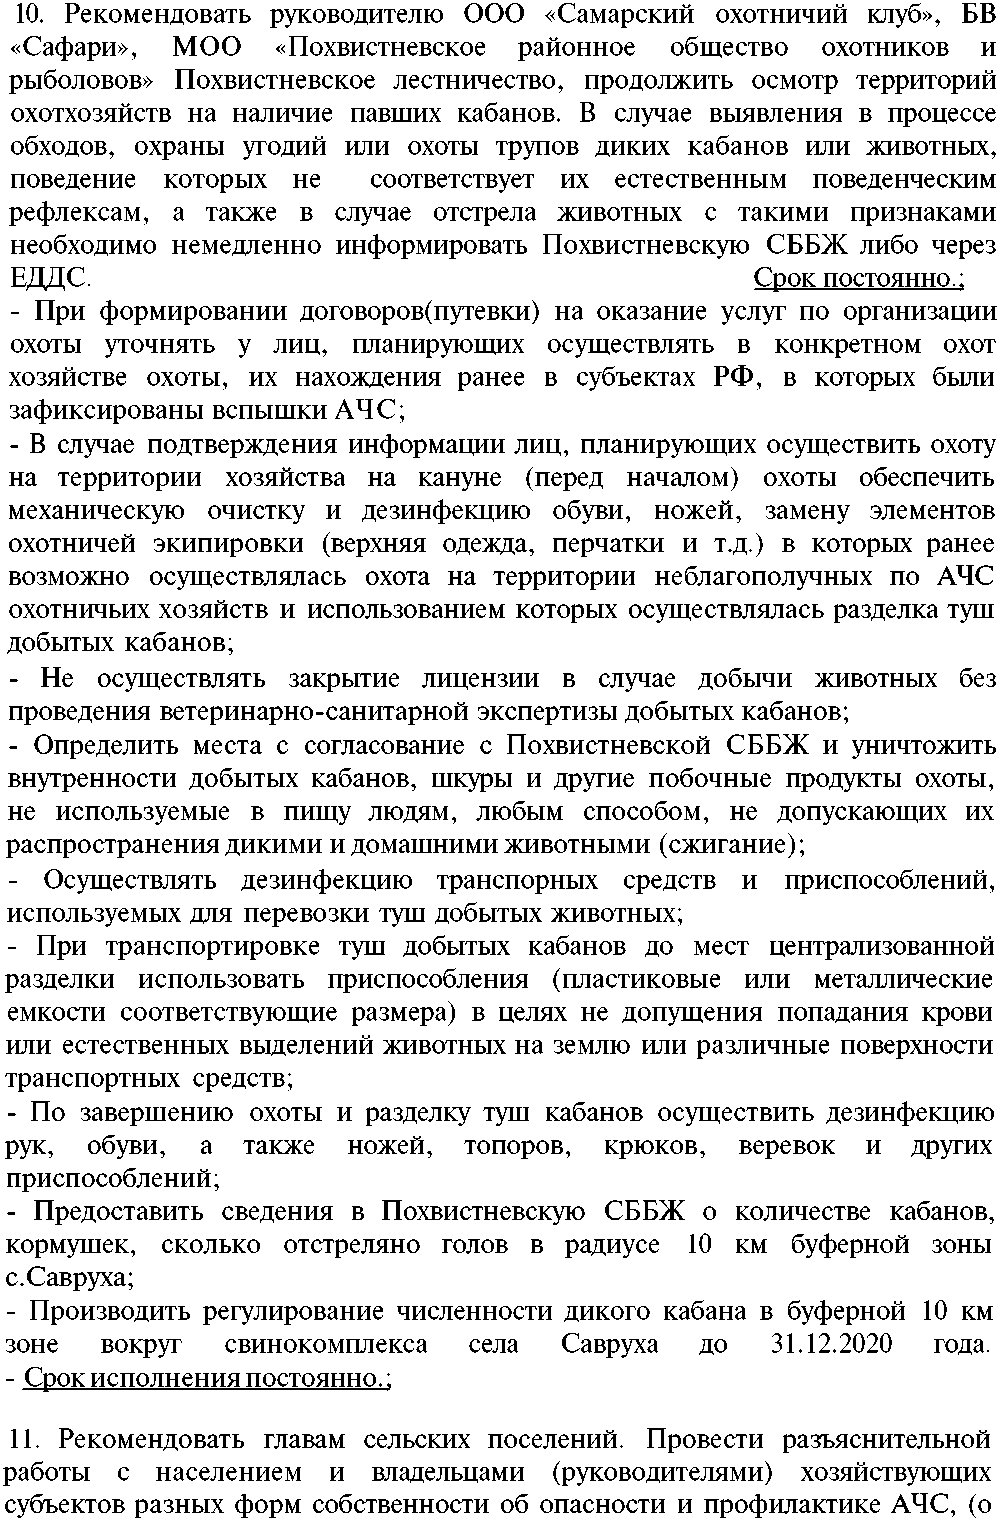 10. Рекомендовать руководителю ООО «Самарский охотничий клуб», БВ
«Сафари», МОО «Похвистневское районное общество охотников и
рыболовов» Похвистневское лестничество, продолжить осмотр территорий
охотхозяйств на наличие павших кабанов. В случае выявления в процессе
обходов, охраны угодий или охоты трупов диких кабанов или животных,
поведение которых не соответствует их естественным поведенческим
рефлексам, а также в случае отстрела животных с такими признаками
необходимо немедленно информировать Похвистневскую СББЖ либо через
ЕДДС. Срок постоянно.;
- При формировании договоров(путевки) на оказание услуг по организации
охоты уточнять у лиц, планирующих осуществлять в конкретном охот
хозяйстве охоты, их нахождения ранее в субъектах РФ, в которых были
зафиксированы вспышки АЧС;
- В случае подтверждения информации лиц, планирующих осуществить охоту
на территории хозяйства на кануне (перед началом) охоты обеспечить
механическую очистку и дезинфекцию обуви, ножей, замену элементов
охотничей экипировки (верхняя одежда, перчатки и т.д.) в которых ранее
возможно осуществлялась охота на территории неблагополучных по АЧС
охотничьих хозяйств и использованием которых осуществлялась разделка туш
добытых кабанов;
- Не осуществлять закрытие лицензии в случае добычи животных без
проведения ветеринарно-санитарной экспертизы добытых кабанов;
- Определить места с согласование с Похвистневской СББЖ и уничтожить
внутренности добытых кабанов, шкуры и другие побочные продукты охоты,
не используемые в пищу людям, любым способом, не допускающих их
распространения дикими и домашними животными (сжигание);
- Осуществлять дезинфекцию транспорных средств и приспособлений,
используемых для перевозки туш добытых животных;
- При транспортировке туш добытых кабанов до мест централизованной
разделки использовать приспособления (пластиковые или металлические
емкости соответствующие размера) в целях не допущения попадания крови
или естественных выделений животных на землю или различные поверхности
транспортных средств;
- По завершению охоты и разделку туш кабанов осуществить дезинфекцию
рук, обуви, а также ножей, топоров, крюков, веревок и других
приспособлений;
- Предоставить сведения в Похвистневскую СББЖ о количестве кабанов,
кормушек, сколько отстреляно голов в радиусе 10 км буферной зоны
с.Савруха;
- Производить регулирование численности дикого кабана в буферной 10 км
зоне вокруг свинокомплекса села Савруха до 31.12.2020 года.
- Срок исполнения постоянно.;
11. Рекомендовать главам сельских поселений. Провести разъяснительной
работы с населением и владельцами (руководителями) хозяйствующих
субъектов разных форм собственности об опасности и профилактике АЧС, (о